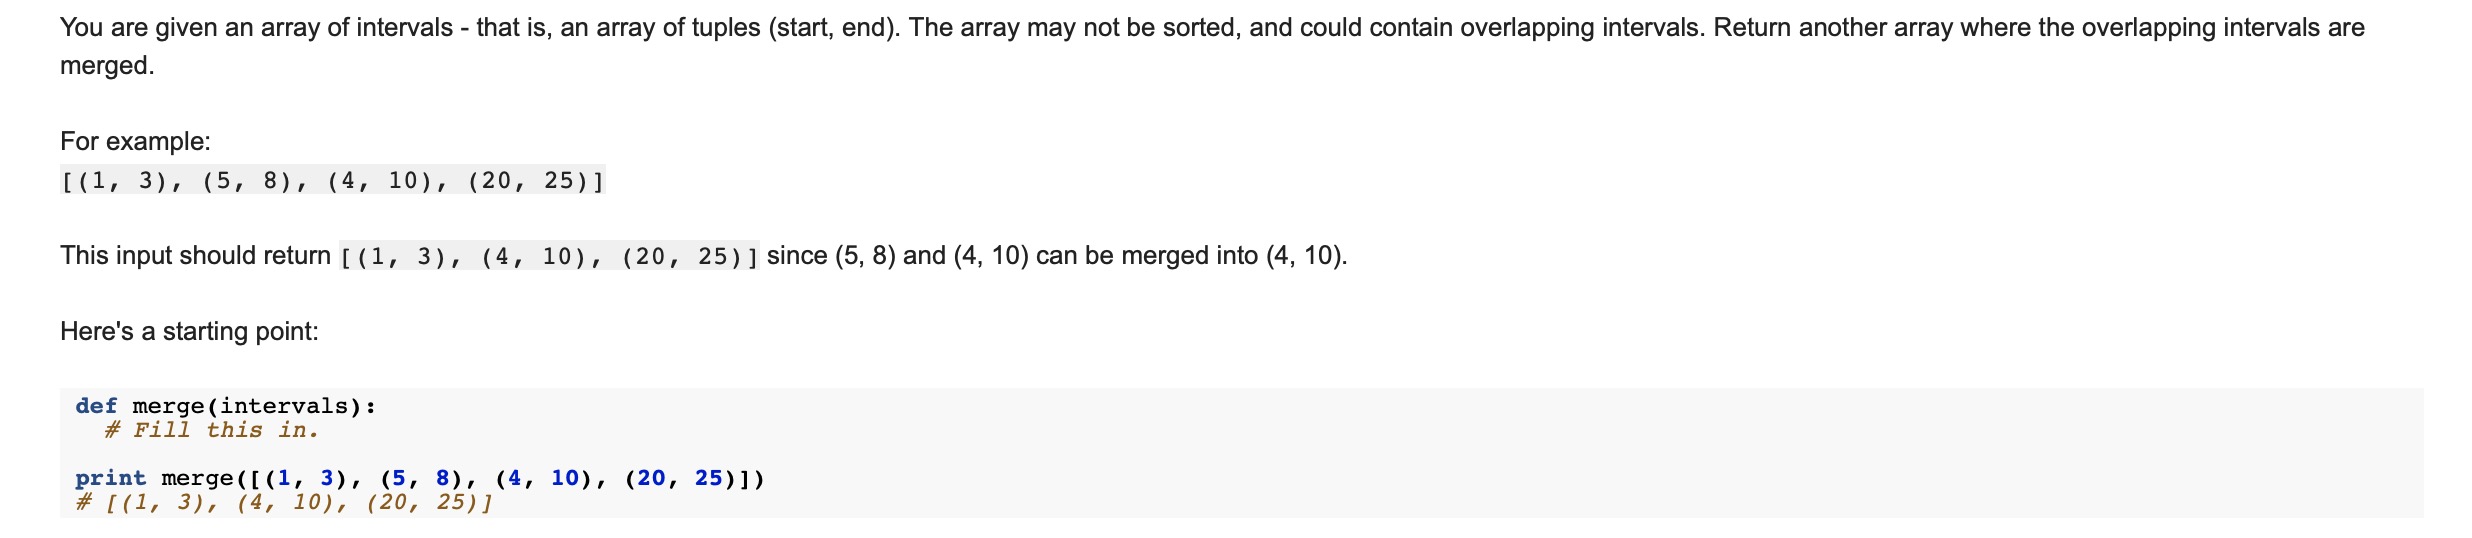 You are given an array of intervals - that is, an array of tuples (start, end). The array may not be sorted, and could contain overlapping intervals. Return another array where the overlapping intervals are
merged.
For example:
[(1, 3), (5, 8), (4, 10), (20, 25)]
This input should return [(1, 3), (4, 10), (20, 25)] since (5, 8) and (4, 10) can be merged into (4, 10).
Here's a starting point:
def merge(intervals):
  # Fill this in.
print merge([(1, 3), (5, 8), (4, 10), (20, 25)])
# [(1, 3), (4, 10), (20, 25)]